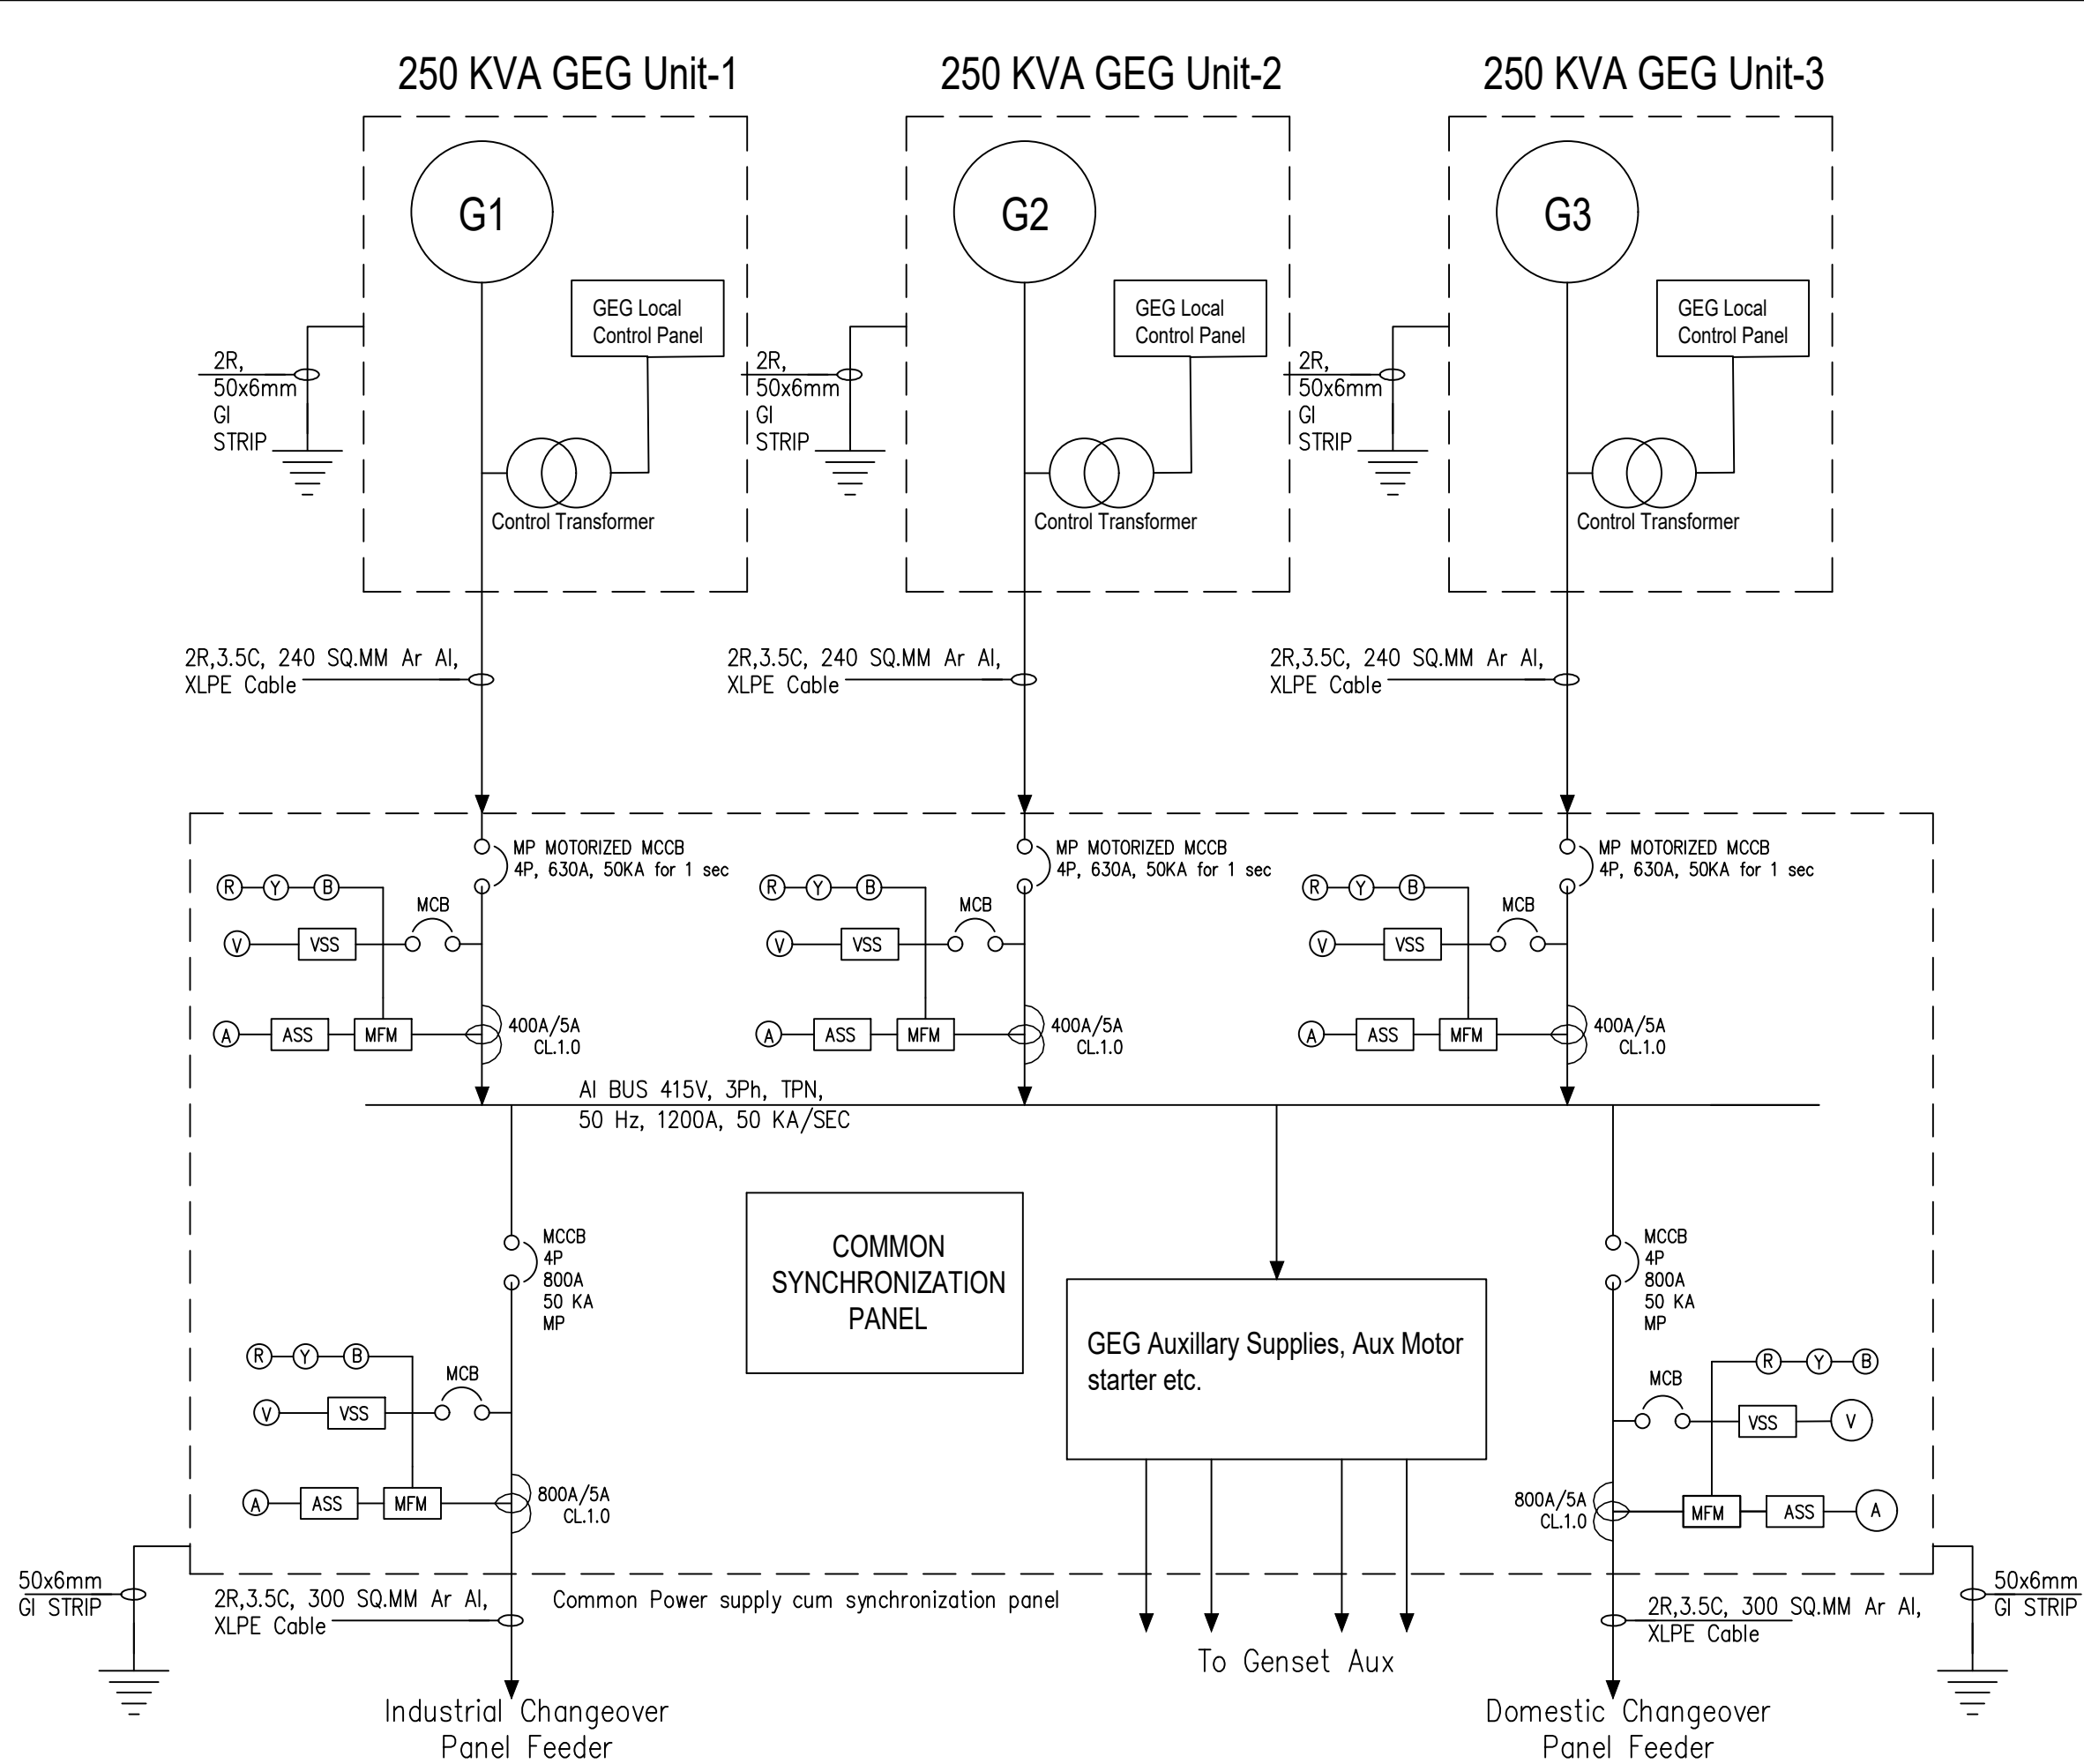 250 KVA GEG Unit-1
250 KVA GEG Unit-2
250 KVA GEG Unit-3
G1
G2
G3
GEG Local
Control Panel
GEG Local
Control Panel
GEG Local
Control Panel
2R,
50x6mm
GI
STRIP
2R,
50x6mm
GI
STRIP
2R,
50x6mm
GI
STRIP
Control Transformer
Control Transformer
Control Transformer
2R,3.5C, 240 SQ.MM Ar Al,
XLPE Cable
2R,3.5C, 240 SQ.MM Ar Al,
XLPE Cable
2R,3.5C, 240 SQ.MM Ar Al,
XLPE Cable
MP MOTORIZED MCCB
4P, 630A, 50KA for 1 sec
MP MOTORIZED MCCB
4P, 630A, 50KA for 1 sec
MP MOTORIZED MCCB
4P, 630A, 50KA for 1 sec
R Y B
MCB
V VSS
A ASS MFM
400A/5A
CL.1.0
R Y B
MCB
V VSS
A ASS MFM
400A/5A
CL.1.0
R Y B
MCB
V VSS
A ASS MFM
400A/5A
CL.1.0
Al BUS 415V, 3Ph, TPN,
50 Hz, 1200A, 50 KA/SEC
MCCB
4P
800A
50 KA
MP
COMMON
SYNCHRONIZATION
PANEL
GEG Auxillary Supplies, Aux Motor
starter etc.
MCCB
4P
800A
50 KA
MP
R Y B
MCB
V VSS
A ASS MFM
800A/5A
CL.1.0
R Y B
MCB
VSS V
800A/5A
CL.1.0
MFM ASS A
50x6mm
GI STRIP
2R,3.5C, 300 SQ.MM Ar Al,
XLPE Cable
Common Power supply cum synchronization panel
To Genset Aux
2R,3.5C, 300 SQ.MM Ar Al,
XLPE Cable
50x6mm
GI STRIP
Industrial Changeover
Panel Feeder
Domestic Changeover
Panel Feeder